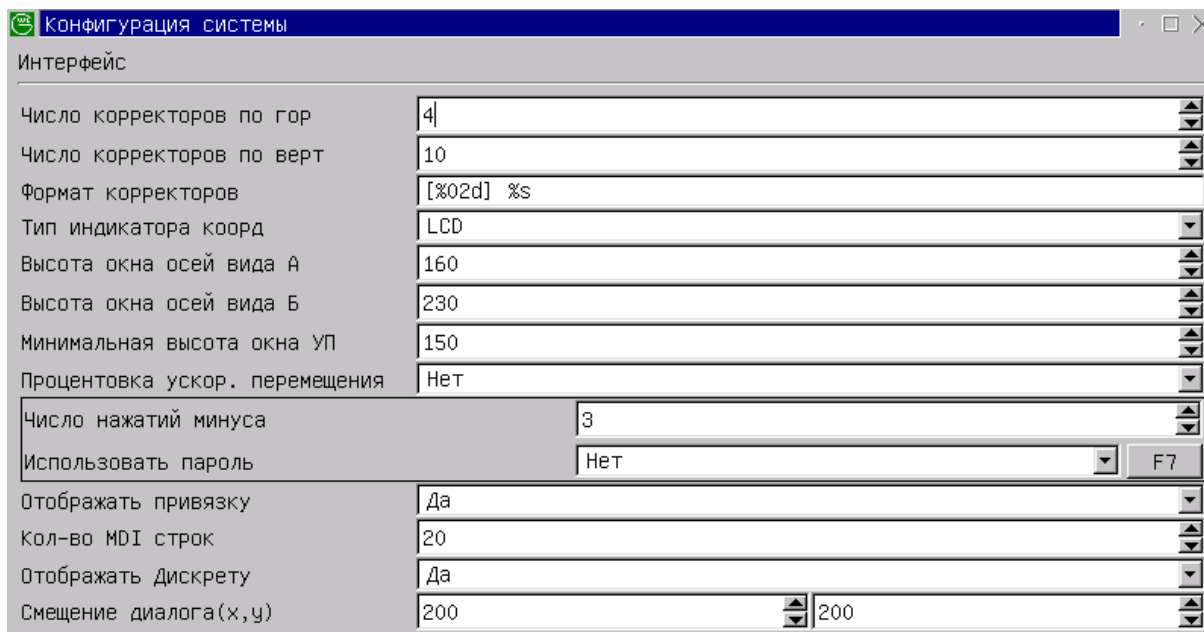 Конфигурация системы
Интерфейс
Число корректоров по гор 4
Число корректоров по верт 10
Формат корректоров [%02d] %s
Тип индикатора коорд LCD
Высота окна осей вида А 160
Высота окна осей вида Б 230
Минимальная высота окна УП 150
Процентовка ускор. перемещения Нет
Число нажатий минуса 3
Использовать пароль Нет F7
Отображать привязку Да
Кол-во MDI строк 20
Отображать Дискрету Да
Смещение диалога(x,y) 200 200